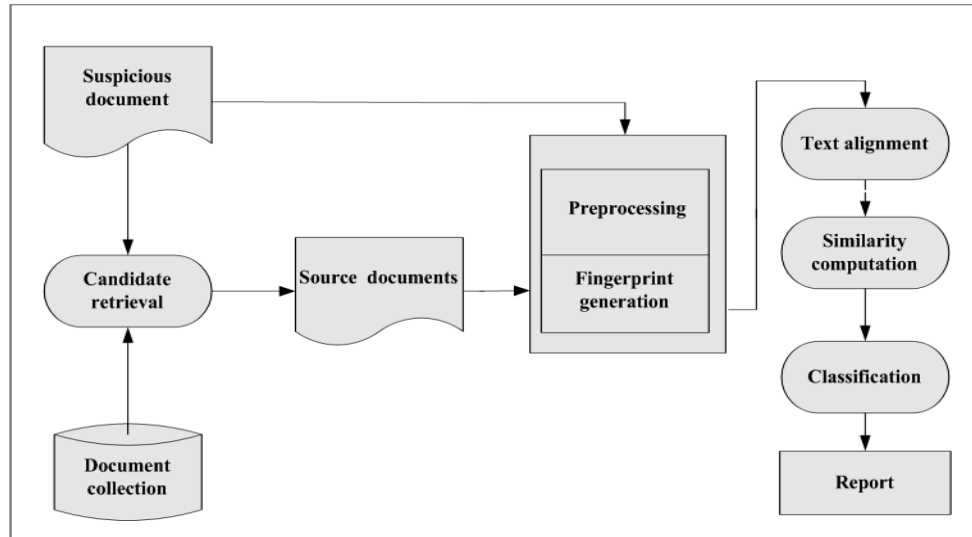 Suspicious
document
Candidate
retrieval
Document
collection
Source documents
Preprocessing
Fingerprint
generation
Text alignment
Similarity
computation
Classification
Report